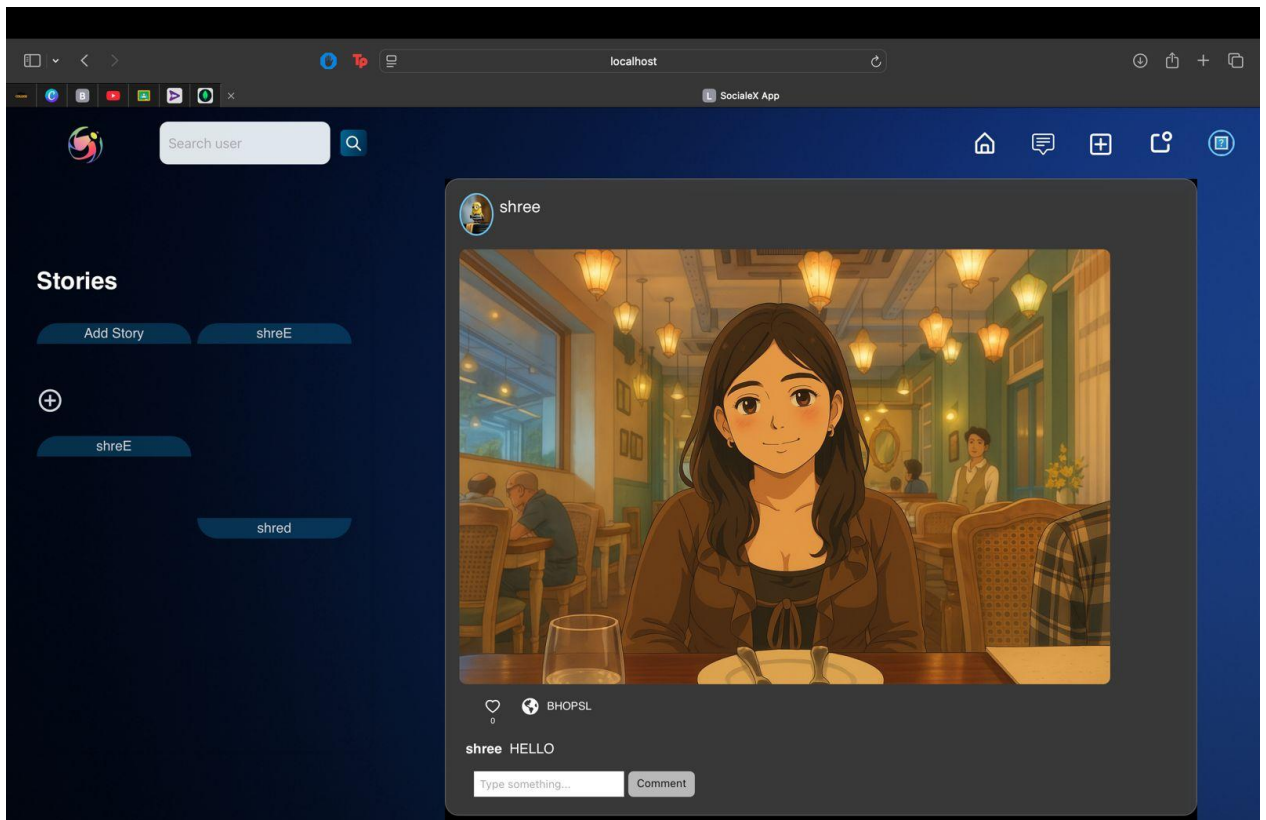 localhost
SocialeX App
Search user
shree
Stories
Add Story
shreE
shreE
shred
0
BHOPSL
shree HELLO
Type something...
Comment